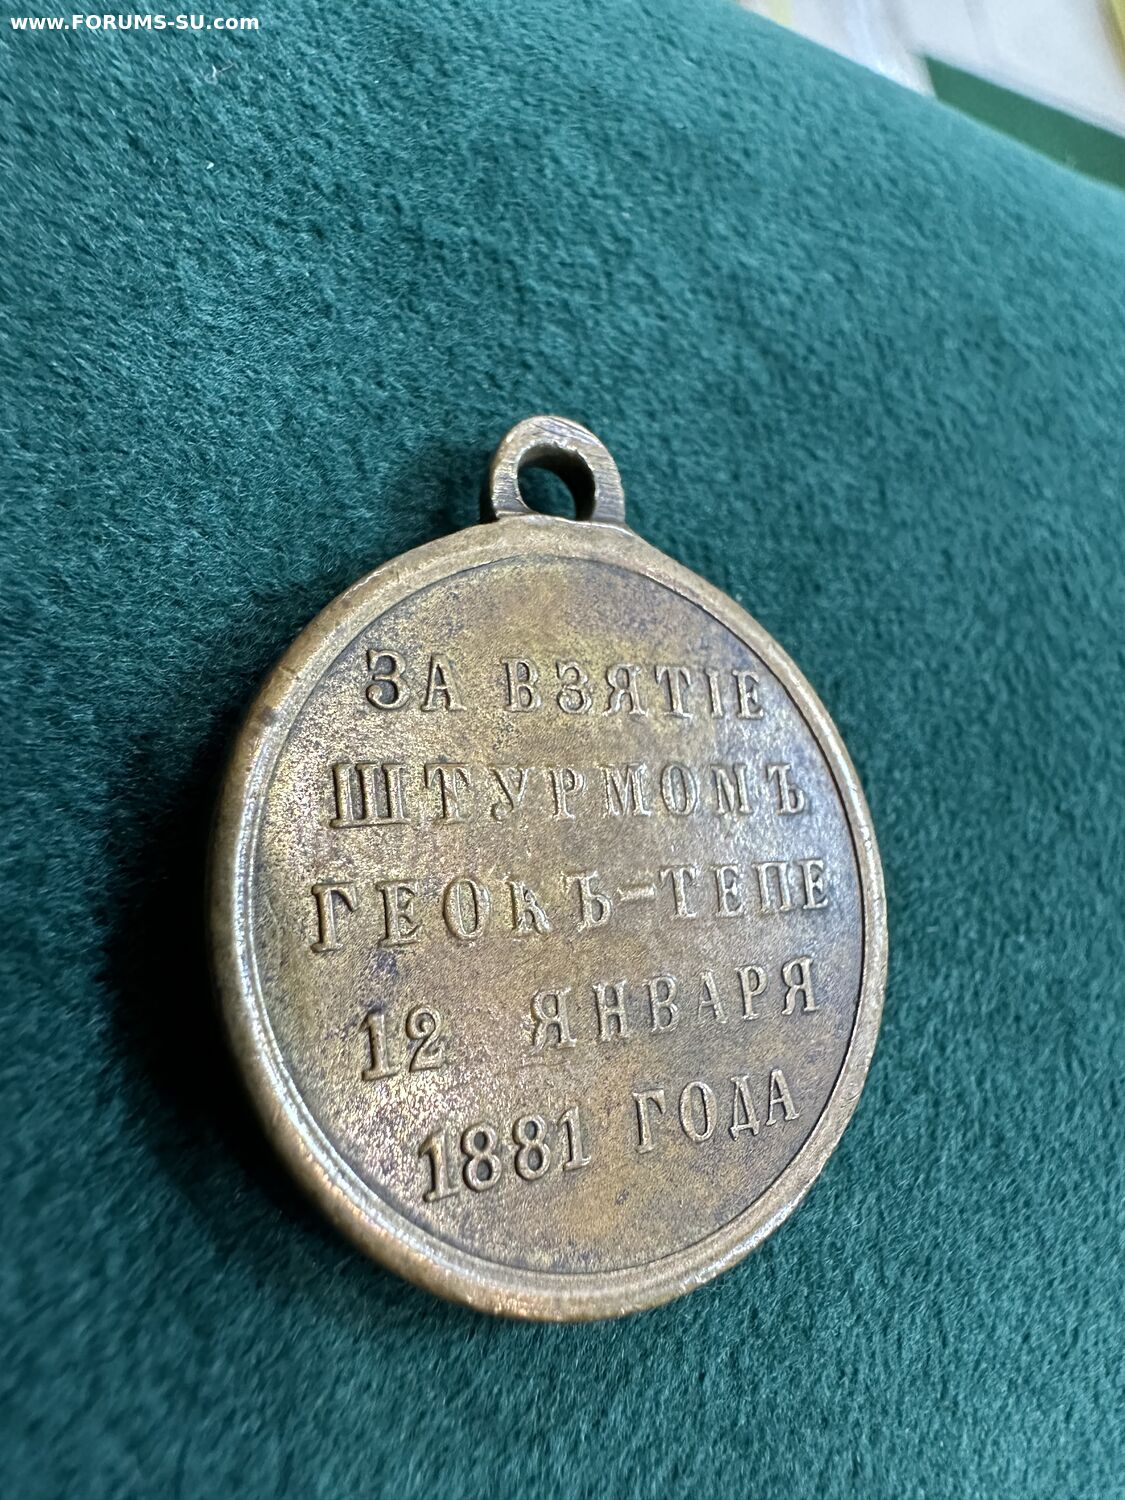 www.FORUMS-SU.com
ЗА ВЗЯТІЕ
ШТУРМОМЪ
ГЕОКЪ-ТЕПЕ
12 ЯНВАРЯ
1881 ГОДА